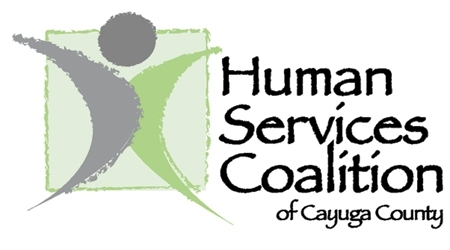 Human
Services
Coalition
of Cayuga County